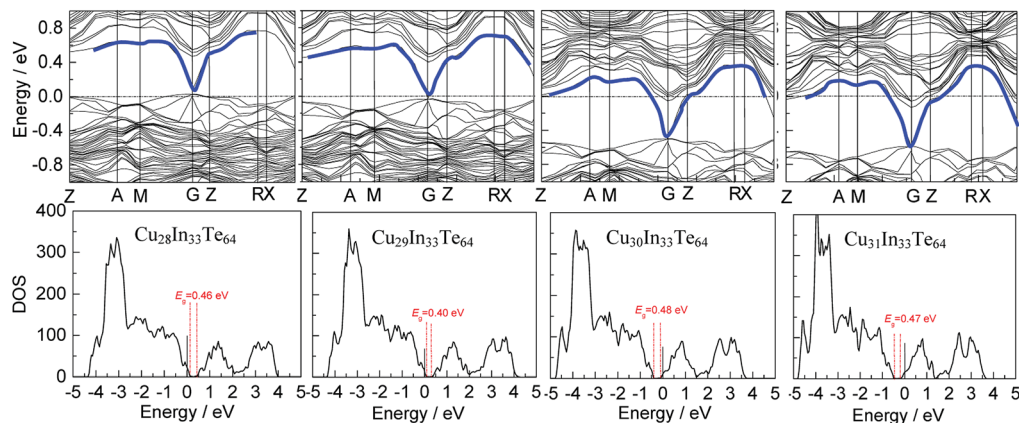 Energy / eV
0.8
0.4
0.0
-0.4
-0.8
Z A M G Z RX
Z A M G Z RX
Z A M G Z RX
Z A M G Z RX
DOS
400
300
200
100
0
Cu28In33Te64
Eg=0.46 eV
-5 -4 -3 -2 -1 0 1 2 3 4 5
Energy / eV
Cu29In33Te64
Eg=0.40 eV
-5 -4 -3 -2 -1 0 1 2 3 4 5
Energy / eV
Cu30In33Te64
Eg=0.48 eV
-5 -4 -3 -2 -1 0 1 2 3 4 5
Energy / eV
Cu31In33Te64
Eg=0.47 eV
-5 -4 -3 -2 -1 0 1 2 3 4 5
Energy / eV